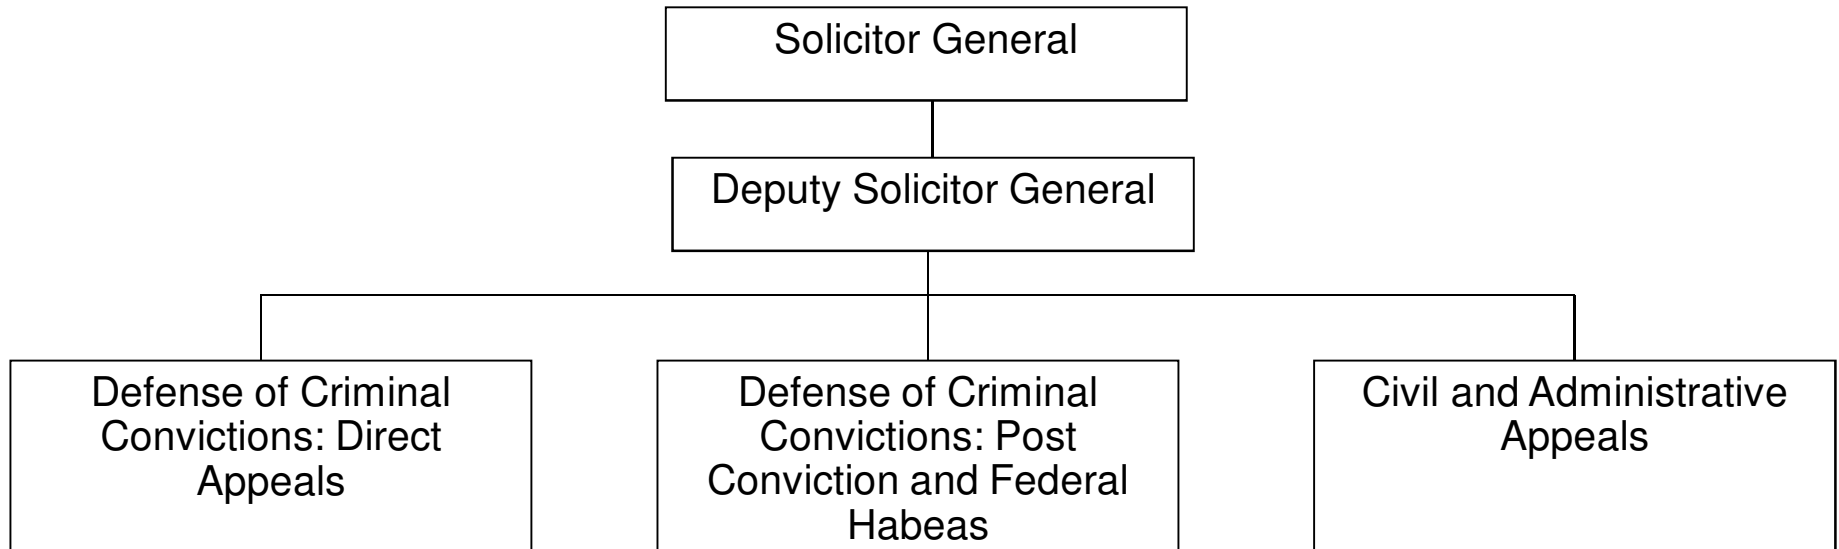 Solicitor General
Deputy Solicitor General
Defense of Criminal
Convictions: Direct
Appeals
Defense of Criminal
Convictions: Post
Conviction and Federal
Habeas
Civil and Administrative
Appeals